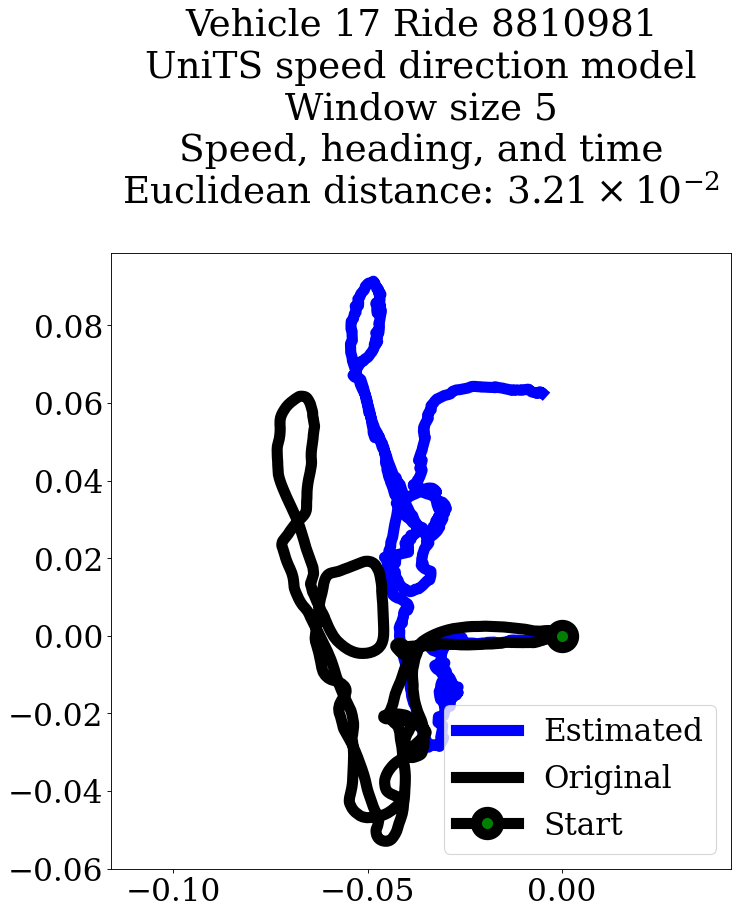 Vehicle 17 Ride 8810981
UniTS speed direction model
Window size 5
Speed, heading, and time
Euclidean distance: 3.21 × 10⁻²
0.08
0.06
0.04
0.02
0.00
−0.02
−0.04
−0.06
Estimated
Original
Start
−0.10
−0.05
0.00